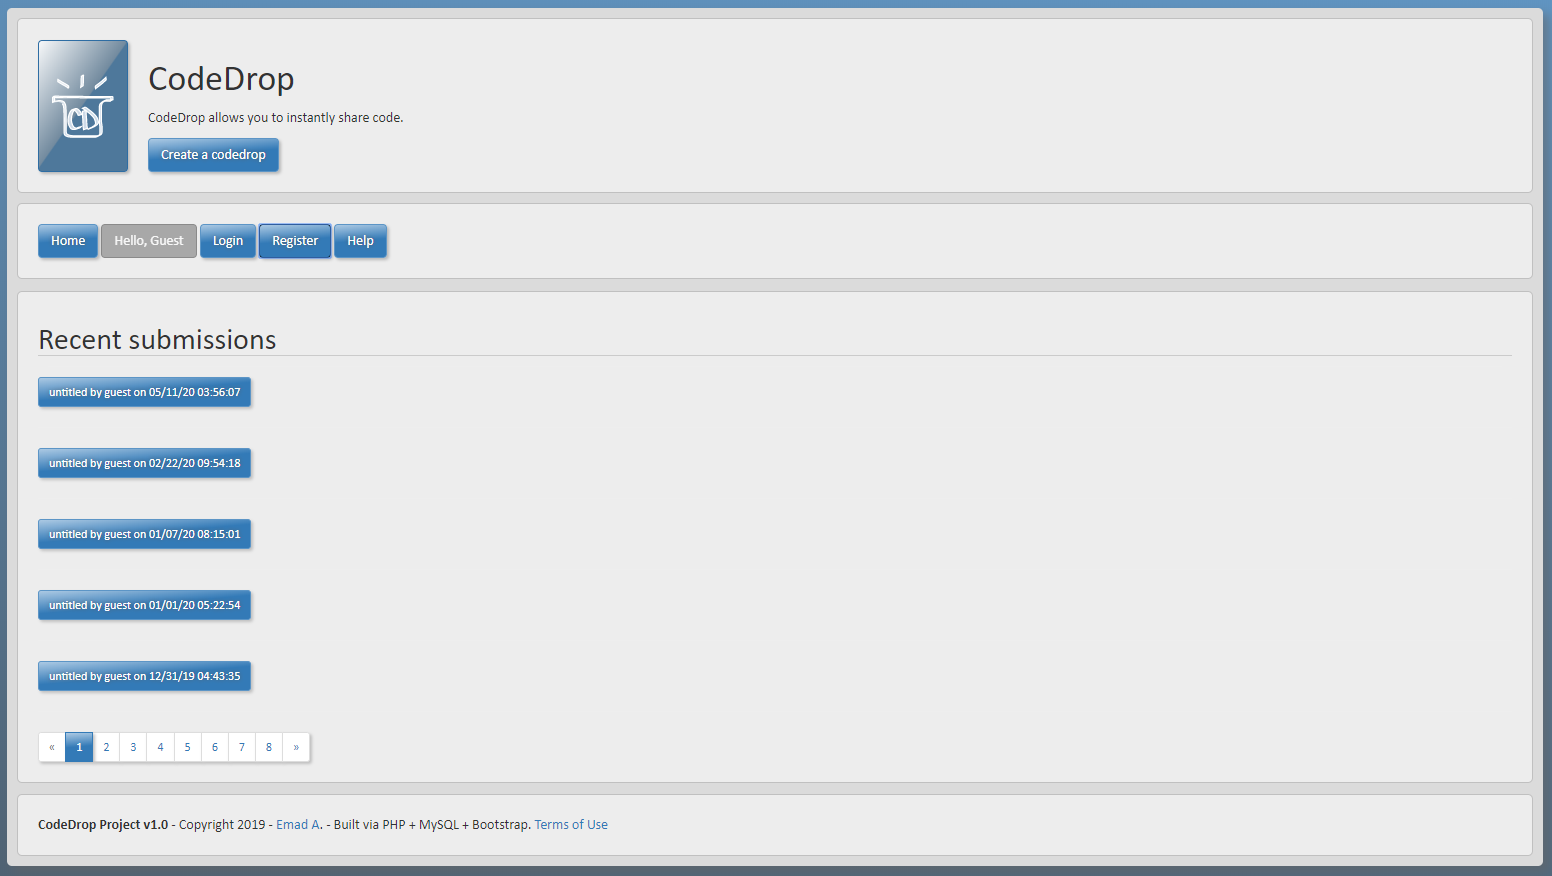 CD
CodeDrop
CodeDrop allows you to instantly share code.
Create a codedrop
Home Hello, Guest Login Register Help
Recent submissions
untitled by guest on 05/11/20 03:56:07
untitled by guest on 02/22/20 09:54:18
untitled by guest on 01/07/20 08:15:01
untitled by guest on 01/01/20 05:22:54
untitled by guest on 12/31/19 04:43:35
« 1 2 3 4 5 6 7 8 »
CodeDrop Project v1.0 - Copyright 2019 - Emad A. - Built via PHP + MySQL + Bootstrap. Terms of Use